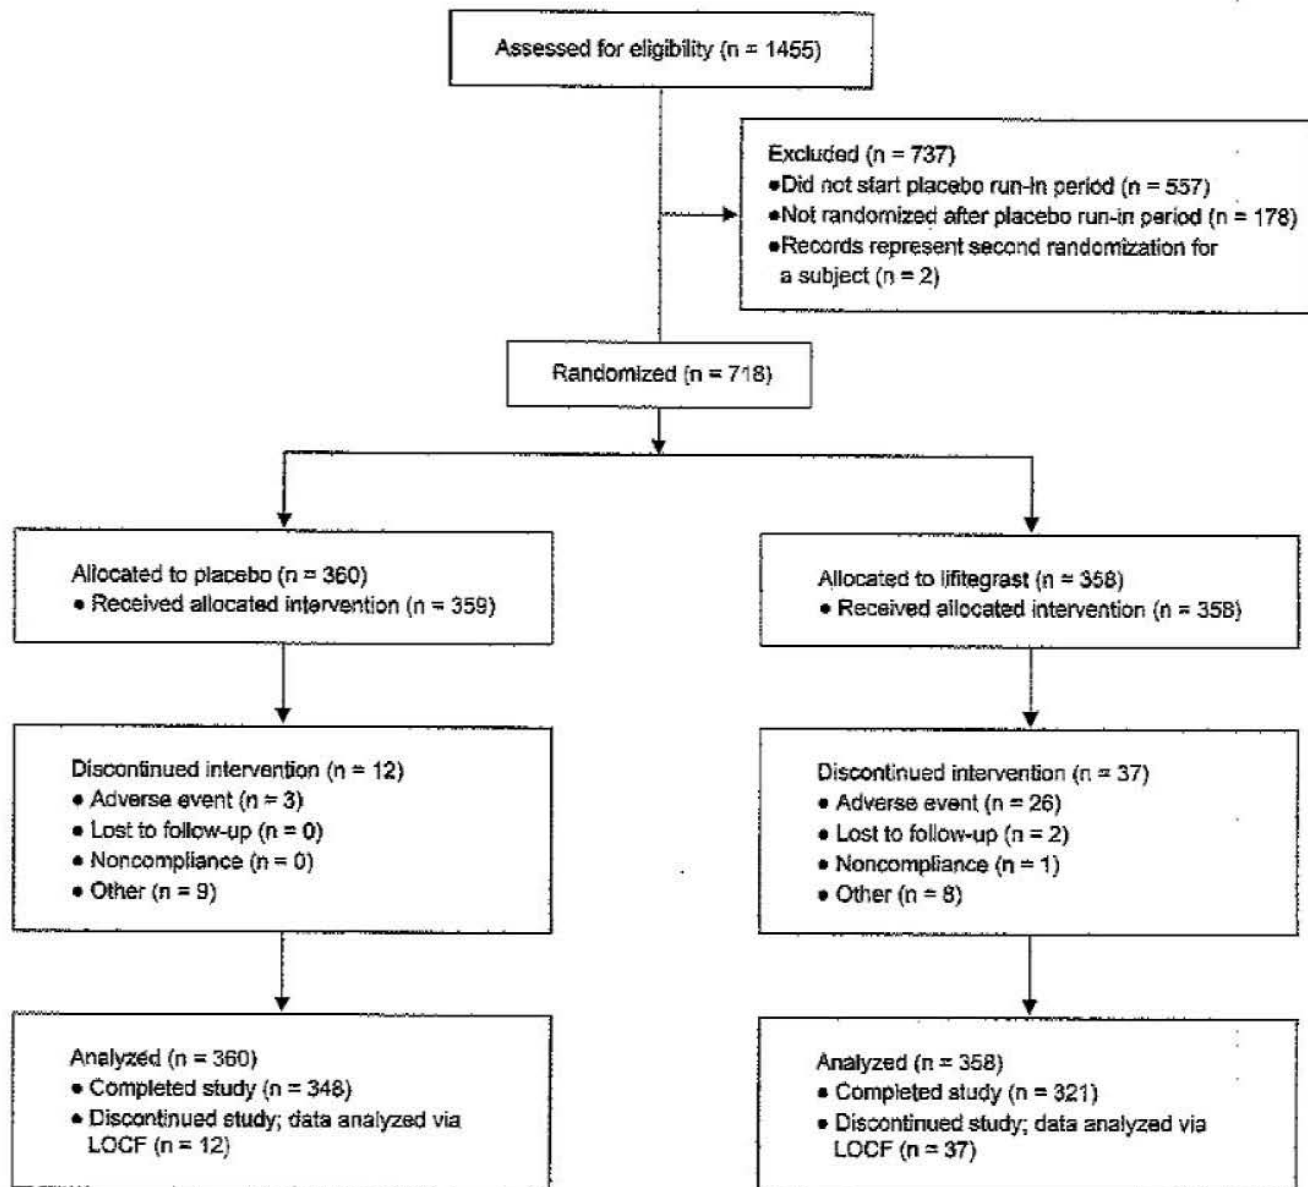 Assessed for eligibility (n = 1455)
Excluded (n = 737)
●Did not start placebo run-in period (n = 557)
●Not randomized after placebo run-in period (n = 178)
●Records represent second randomization for
a subject (n = 2)
Randomized (n = 718)
Allocated to placebo (n = 360)
● Received allocated intervention (n = 359)
Allocated to lifitegrast (n = 358)
● Received allocated intervention (n = 358)
Discontinued intervention (n = 12)
● Adverse event (n = 3)
● Lost to follow-up (n = 0)
● Noncompliance (n = 0)
● Other (n = 9)
Discontinued intervention (n = 37)
● Adverse event (n = 26)
● Lost to follow-up (n = 2)
● Noncompliance (n = 1)
● Other (n = 8)
Analyzed (n = 360)
● Completed study (n = 348)
● Discontinued study; data analyzed via
LOCF (n = 12)
Analyzed (n = 358)
● Completed study (n = 321)
● Discontinued study; data analyzed via
LOCF (n = 37)